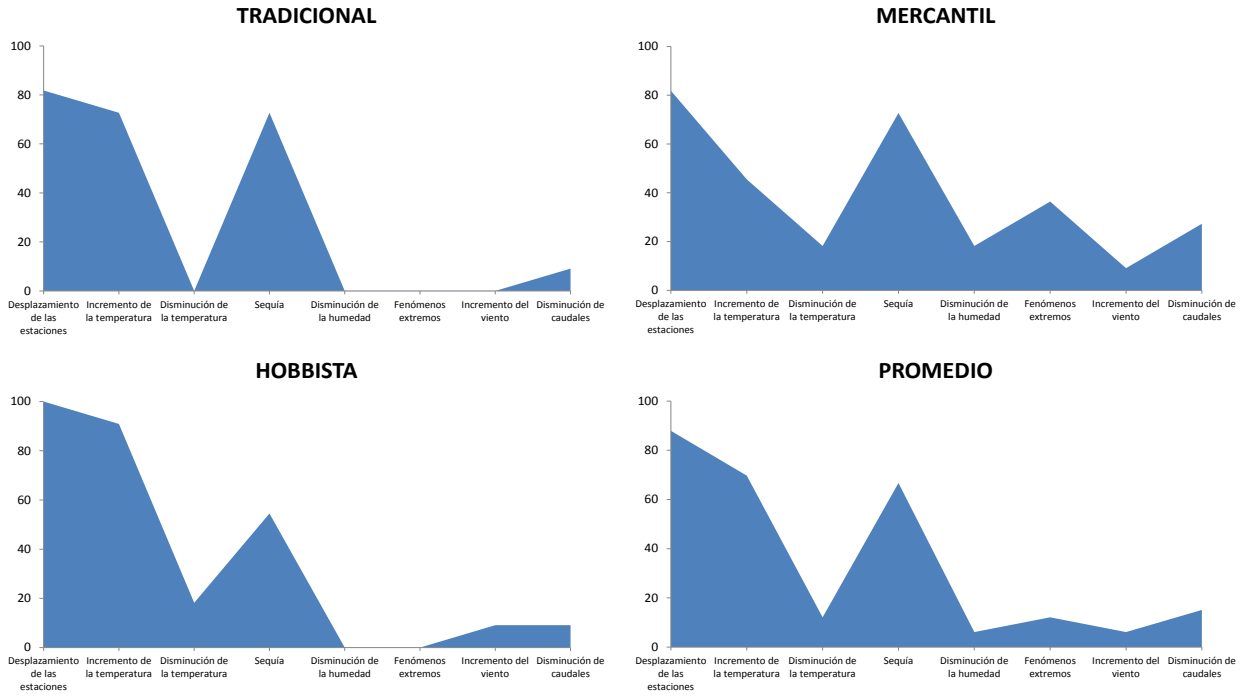 TRADICIONAL
100
80
60
40
20
0
Desplazamiento de las estaciones
Incremento de la temperatura
Disminución de la temperatura
Sequía
Disminución de la humedad
Fenómenos extremos
Incremento del viento
Disminución de caudales
MERCANTIL
100
80
60
40
20
0
Desplazamiento de las estaciones
Incremento de la temperatura
Disminución de la temperatura
Sequía
Disminución de la humedad
Fenómenos extremos
Incremento del viento
Disminución de caudales
HOBBISTA
100
80
60
40
20
0
Desplazamiento de las estaciones
Incremento de la temperatura
Disminución de la temperatura
Sequía
Disminución de la humedad
Fenómenos extremos
Incremento del viento
Disminución de caudales
PROMEDIO
100
80
60
40
20
0
Desplazamiento de las estaciones
Incremento de la temperatura
Disminución de la temperatura
Sequía
Disminución de la humedad
Fenómenos extremos
Incremento del viento
Disminución de caudales